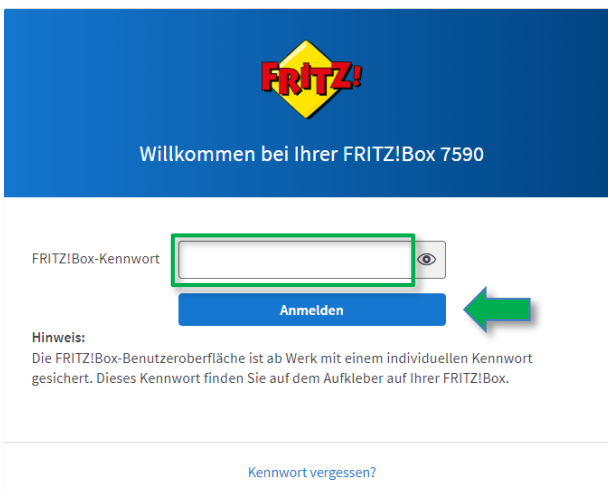 FRITZ!
Willkommen bei Ihrer FRITZ!Box 7590
FRITZ!Box-Kennwort
Anmelden
Hinweis:
Die FRITZ!Box-Benutzeroberfläche ist ab Werk mit einem individuellen Kennwort
gesichert. Dieses Kennwort finden Sie auf dem Aufkleber auf Ihrer FRITZ!Box.
Kennwort vergessen?